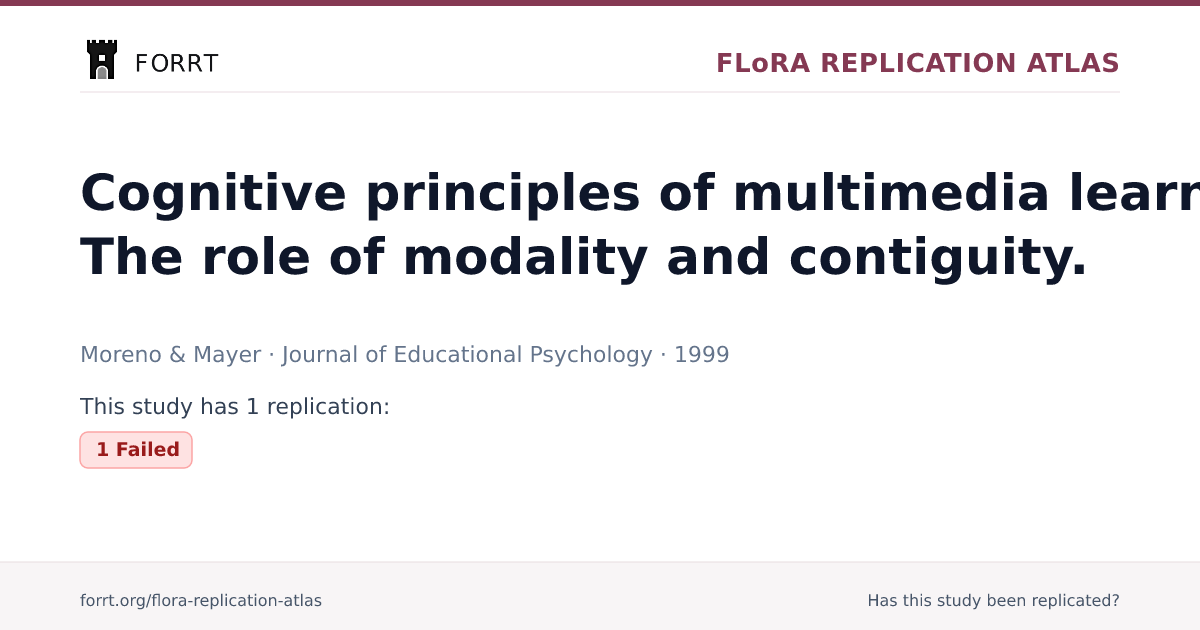 FORRT
FLoRA REPLICATION ATLAS
Cognitive principles of multimedia learn
The role of modality and contiguity.
Moreno & Mayer · Journal of Educational Psychology · 1999
This study has 1 replication:
1 Failed
forrt.org/flora-replication-atlas
Has this study been replicated?